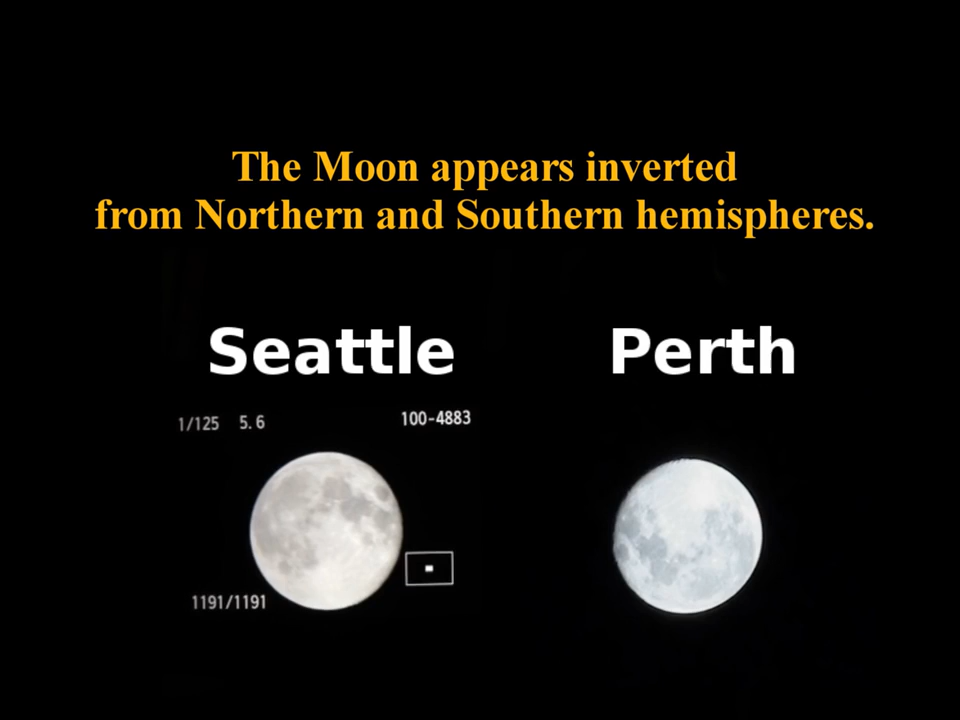 The Moon appears inverted
from Northern and Southern hemispheres.
Seattle Perth
1/125 5.6 100-4883
1191/1191